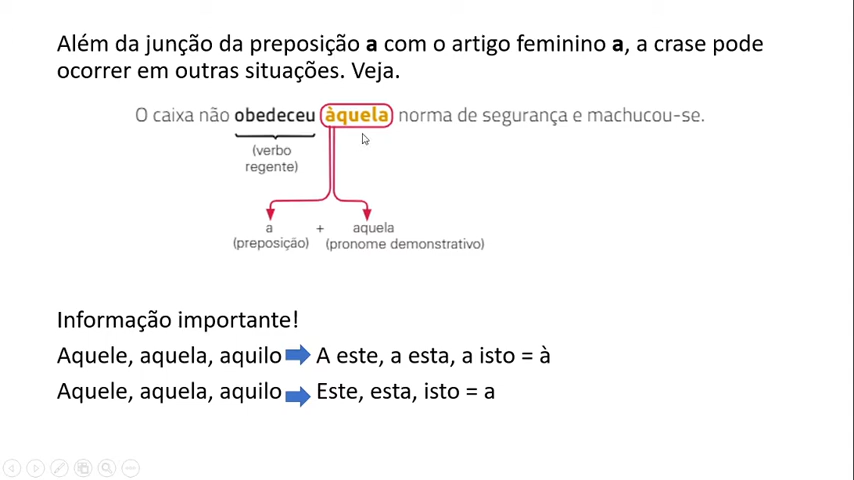 Além da junção da preposição a com o artigo feminino a, a crase pode
ocorrer em outras situações. Veja.
O caixa não obedeceu àquela norma de segurança e machucou-se.
(verbo
regente)
a + aquela
(preposição) (pronome demonstrativo)
Informação importante!
Aquele, aquela, aquilo A este, a esta, a isto = à
Aquele, aquela, aquilo Este, esta, isto = a